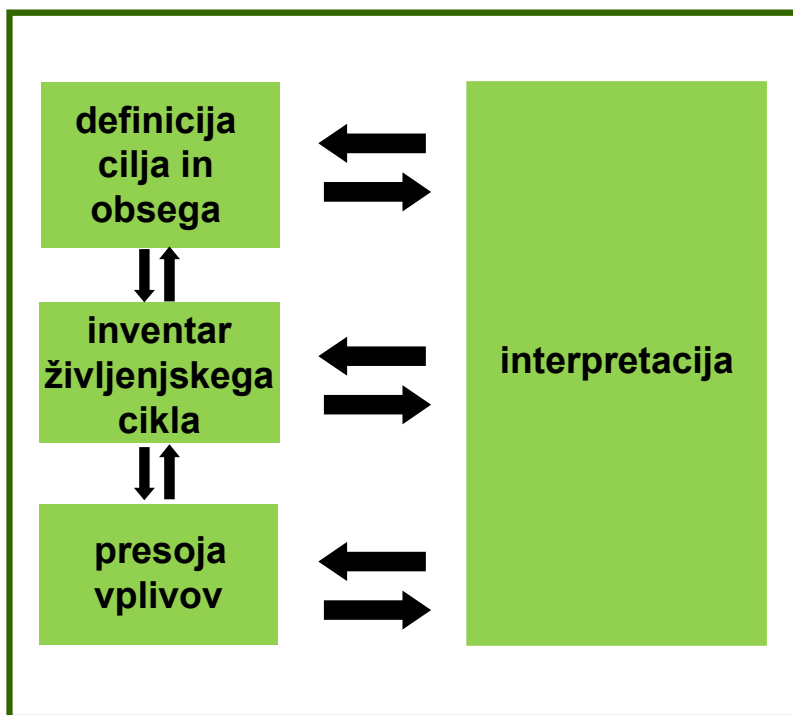 definicija
cilja in
obsega
inventar
življenjskega
cikla
interpretacija
presoja
vplivov